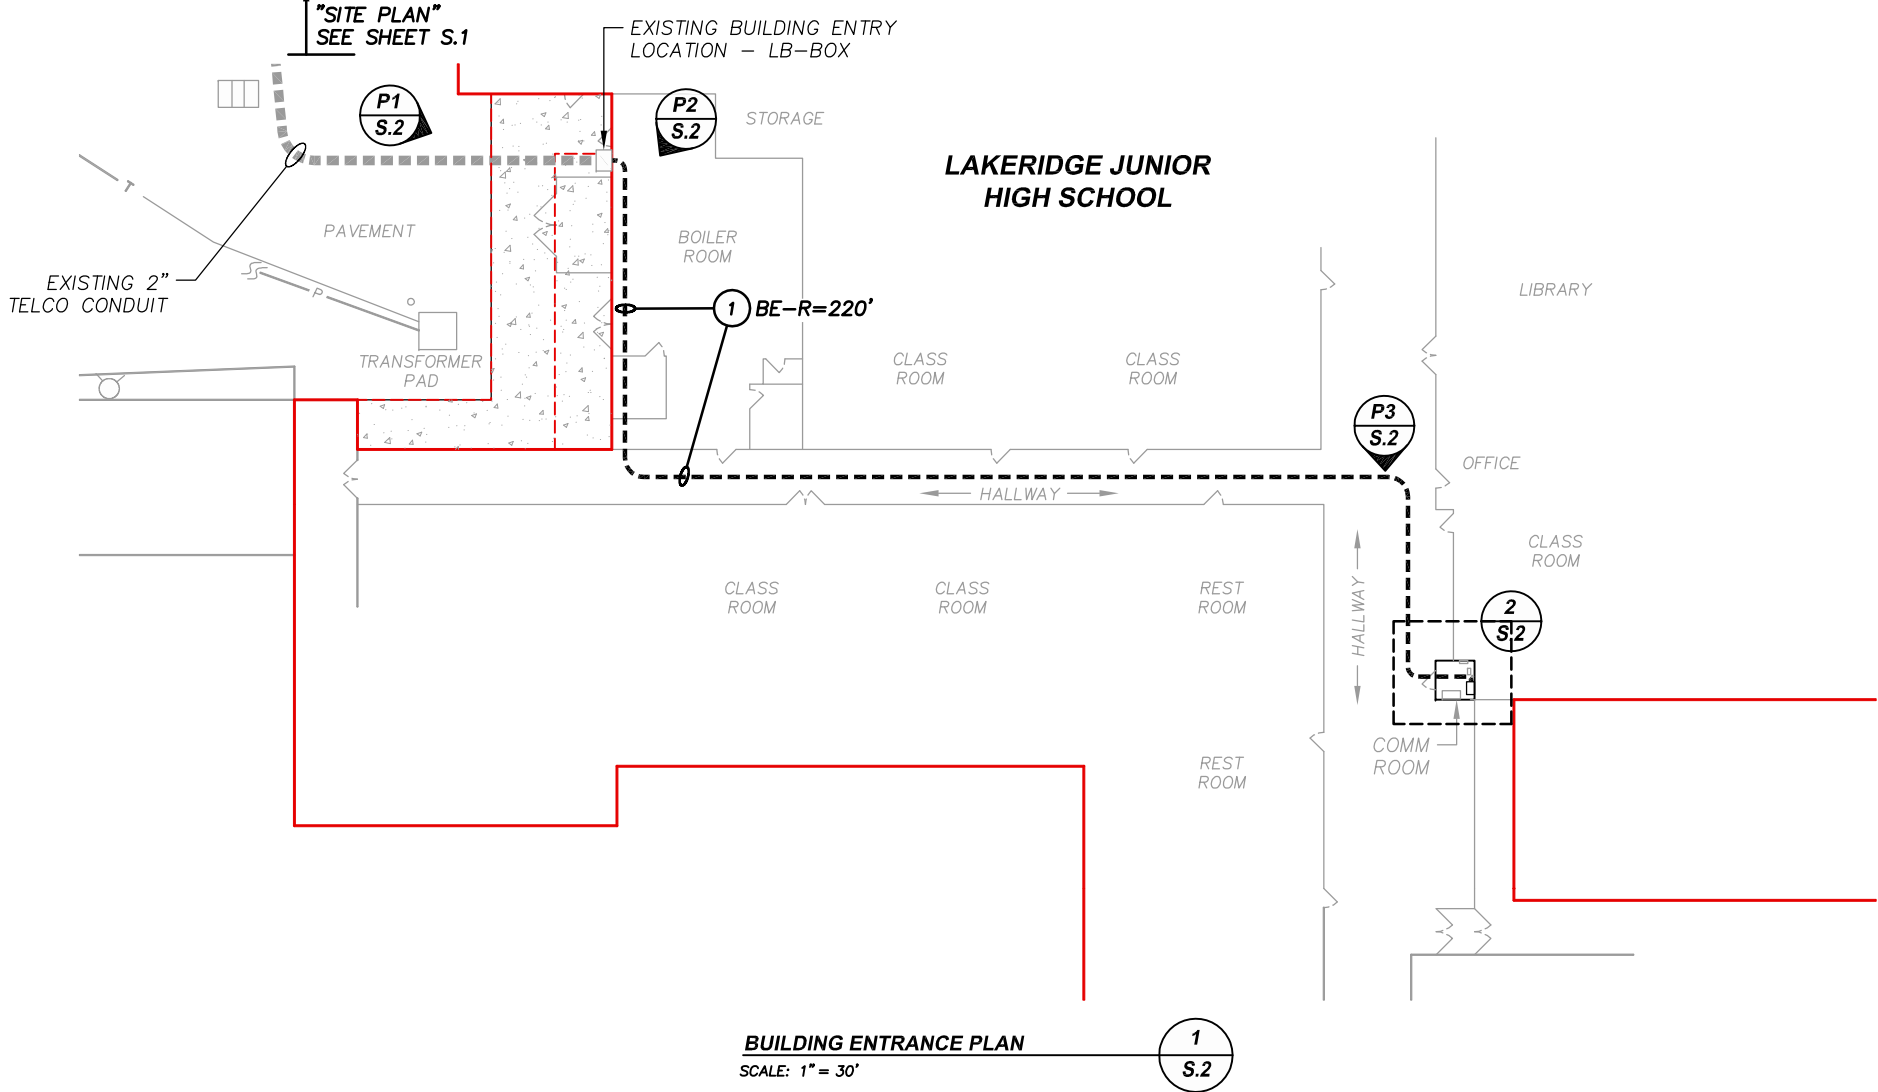 "SITE PLAN"
SEE SHEET S.1
EXISTING BUILDING ENTRY
LOCATION - LB-BOX
P1
S.2
P2
S.2
STORAGE
LAKERIDGE JUNIOR
HIGH SCHOOL
T
PAVEMENT
BOILER
ROOM
EXISTING 2"
TELCO CONDUIT
P
LIBRARY
1
BE-R=220'
TRANSFORMER
PAD
CLASS
ROOM
CLASS
ROOM
P3
S.2
OFFICE
HALLWAY
CLASS
ROOM
CLASS
ROOM
CLASS
ROOM
REST
ROOM
HALLWAY
2
S.2
COMM
ROOM
REST
ROOM
BUILDING ENTRANCE PLAN
SCALE: 1" = 30'
1
S.2